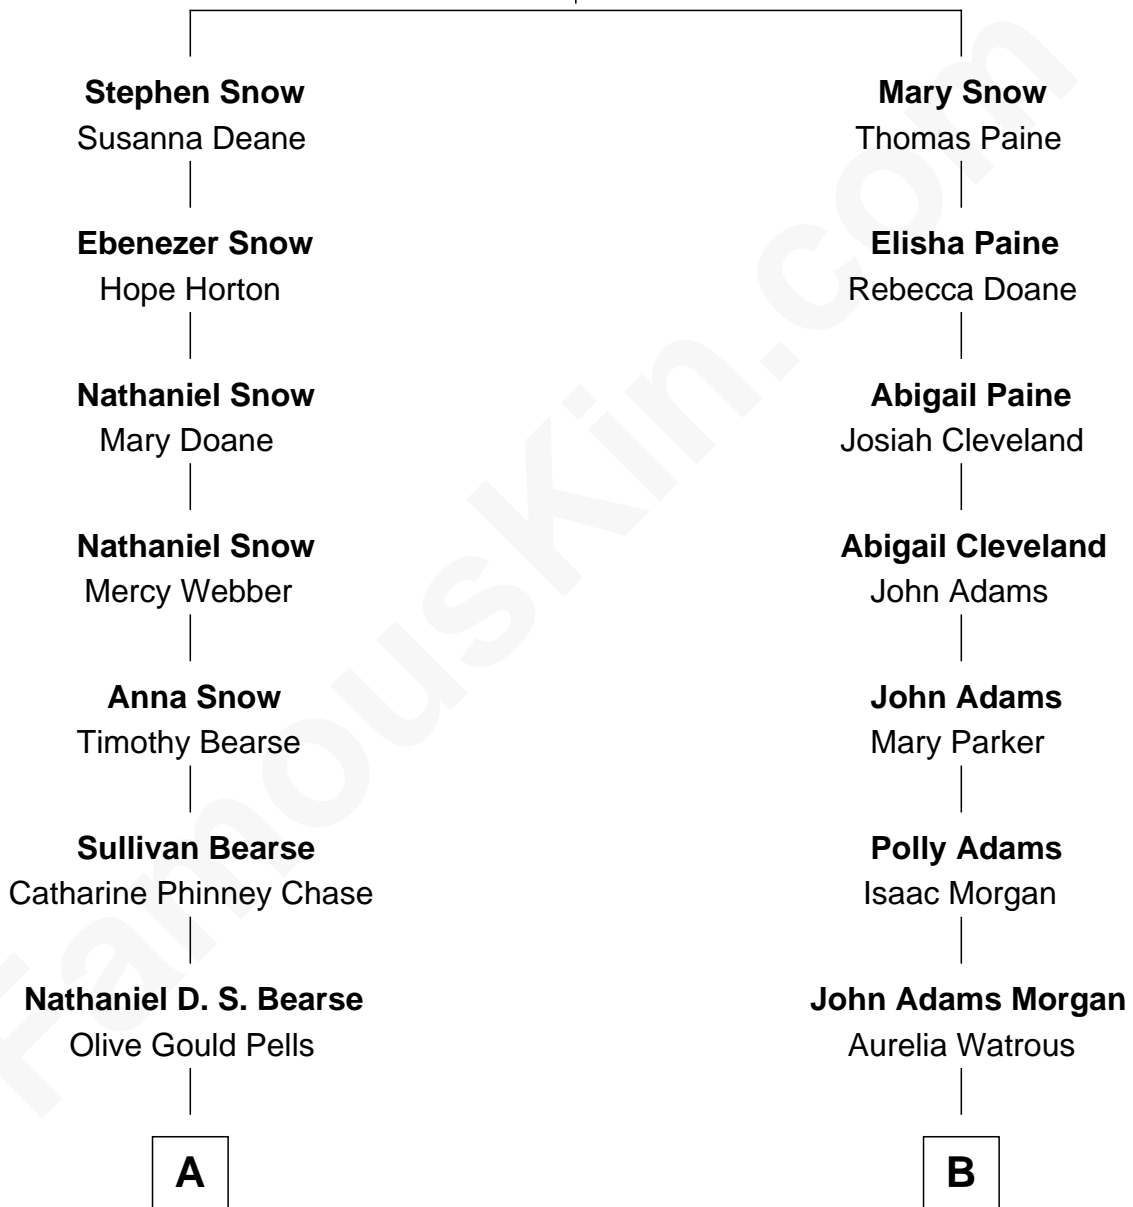 Stephen Snow
Susanna Deane
Ebenezer Snow
Hope Horton
Nathaniel Snow
Mary Doane
Nathaniel Snow
Mercy Webber
Anna Snow
Timothy Bearse
Sullivan Bearse
Catharine Phinney Chase
Nathaniel D. S. Bearse
Olive Gould Pells
A
Mary Snow
Thomas Paine
Elisha Paine
Rebecca Doane
Abigail Paine
Josiah Cleveland
Abigail Cleveland
John Adams
John Adams
Mary Parker
Polly Adams
Isaac Morgan
John Adams Morgan
Aurelia Watrous
B
FamousKin.com